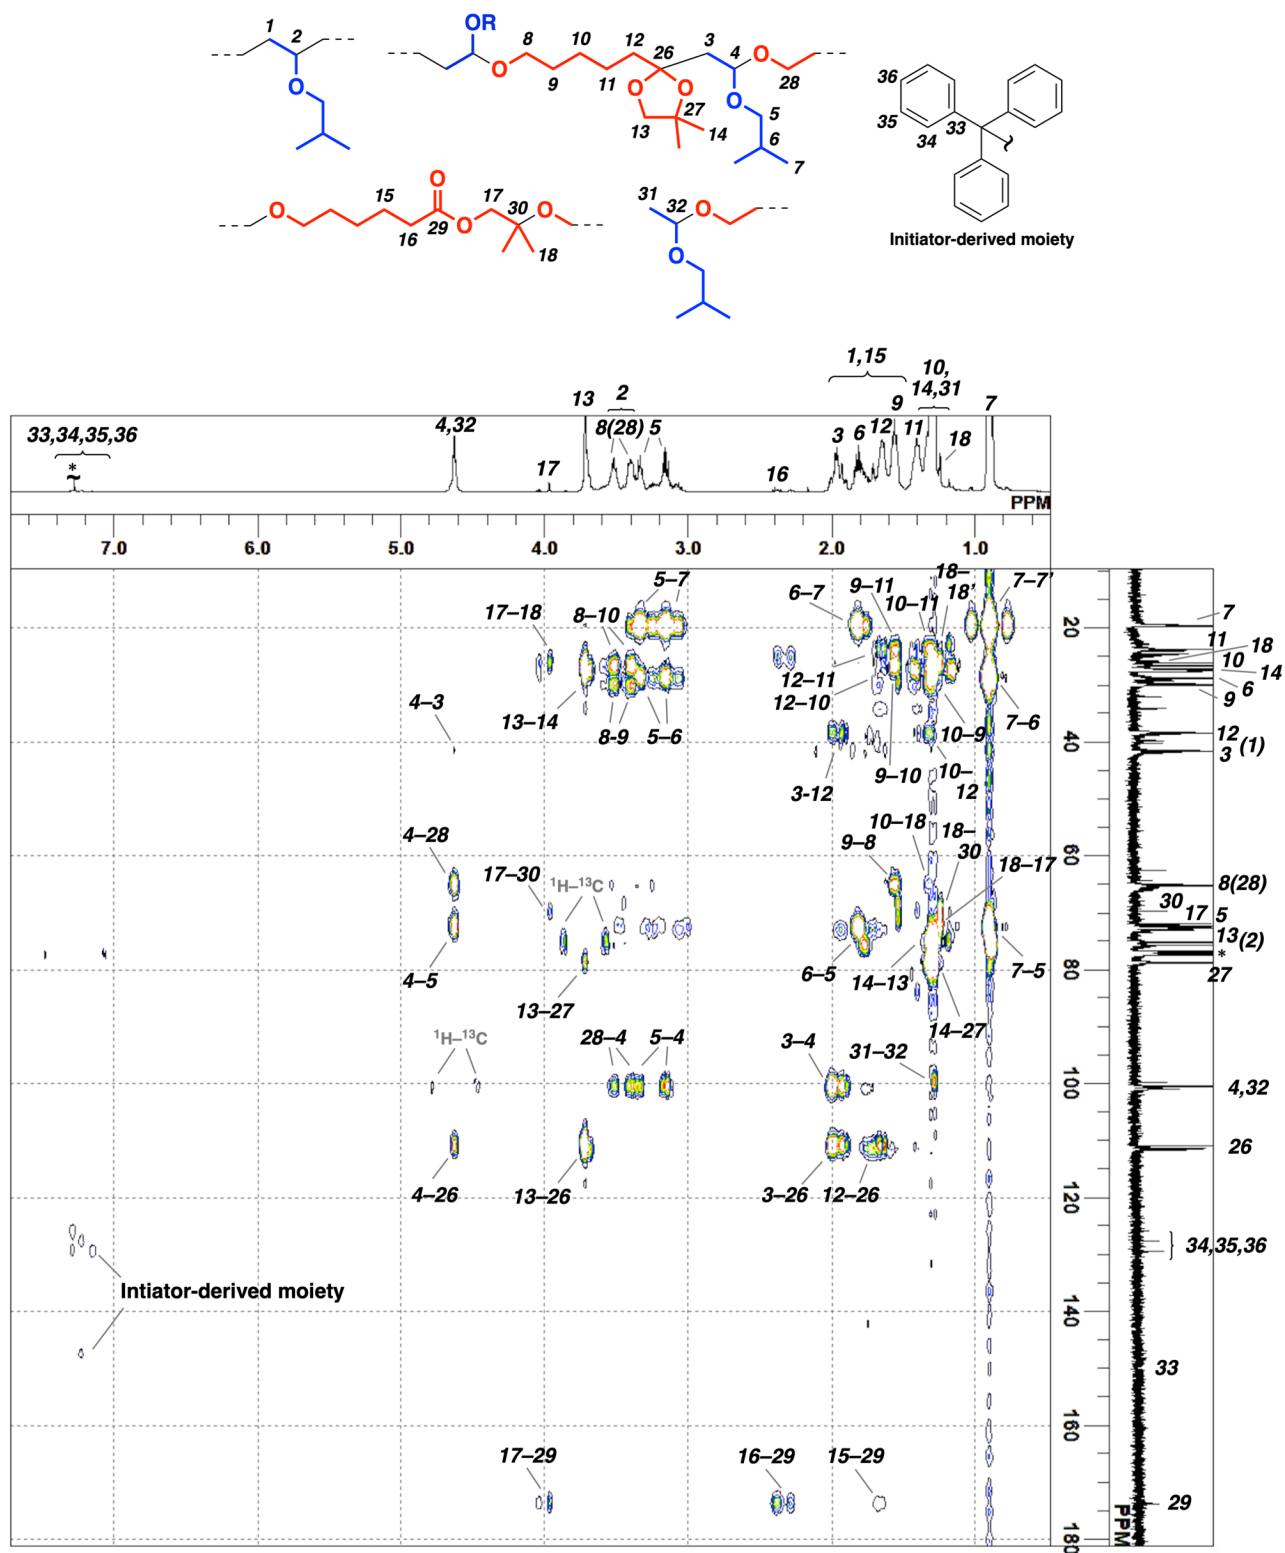 1 2
OR
O
8 10 12 26 3 4 O
O
9 11 28
O O O
27 5
13 14 6
7
O
36
35 33
34
Initiator-derived moiety
O
15 17 30 O
O 29 O
16 18
31 32 O
O
1,15
10,
14,31
13 2 9 7
33,34,35,36 4,32 8(28) 5 3 6 12 11 18
*
~
17 16
PPM
7.0 6.0 5.0 4.0 3.0 2.0 1.0
5–7 6–7 9–11 18–
18’ 7–7’
17–18 8–10 10–11
20
7
11
18
10
14
6
9
12–11
12–10
4–3 13–14 8-9 5–6 10–9 7–6
40
12
3 (1)
3-12 9–10 10–
12
4–28 10–18 18–
30
60
9–8 18–17
17–30 1H–13C
8(28)
30
17 5
13 (2)
*
27
4–5 6–5 14–13 7–5
80
13–27 14–27
1H–13C 28–4 5–4 3–4 31–32
100
4,32
26
4–26 13–26 3–26 12–26
120
34,35,36
Intiator-derived moiety
140
33
160
17–29 16–29 15–29
29
180
PPM